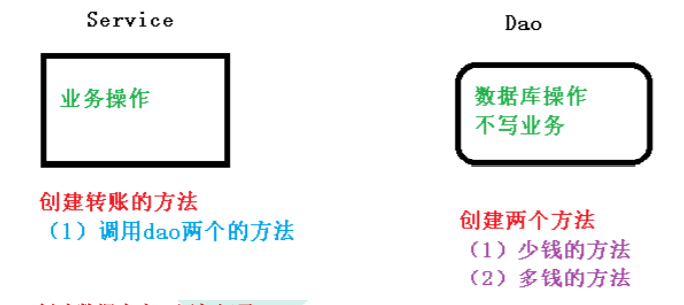 Service
业务操作
创建转账的方法
（1）调用dao两个的方法
Dao
数据库操作
不写业务
创建两个方法
（1）少钱的方法
（2）多钱的方法